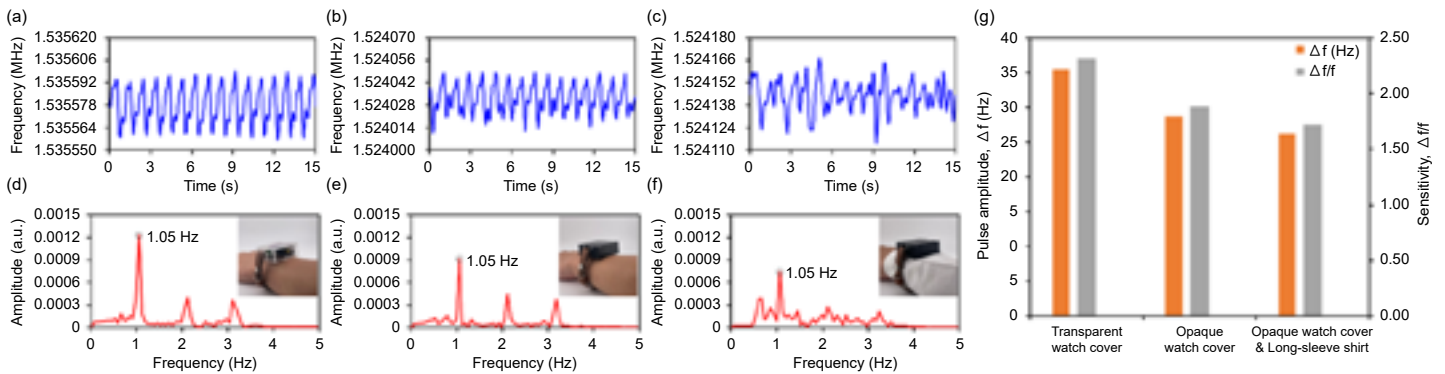 (a)
Frequency (MHz)
1.535620
1.535606
1.535592
1.535578
1.535564
1.535550
0 3 6 9 12 15
Time (s)
(b)
Frequency (MHz)
1.524070
1.524056
1.524042
1.524028
1.524014
1.524000
0 3 6 9 12 15
Time (s)
(c)
Frequency (MHz)
1.524180
1.524166
1.524152
1.524138
1.524124
1.524110
0 3 6 9 12 15
Time (s)
(d)
Amplitude (a.u.)
0.0015
0.0012
0.0009
0.0006
0.0003
0
1.05 Hz
0 1 2 3 4 5
Frequency (Hz)
(e)
Amplitude (a.u.)
0.0015
0.0012
0.0009
0.0006
0.0003
0
1.05 Hz
0 1 2 3 4 5
Frequency (Hz)
(f)
Amplitude (a.u.)
0.0015
0.0012
0.0009
0.0006
0.0003
0
1.05 Hz
0 1 2 3 4 5
Frequency (Hz)
(g)
Pulse amplitude, Δf (Hz)
40
35
30
25
20
5
0
5
0
Δf (Hz)
Δf/f
2.50
2.00
1.50
1.00
0.50
0.00
Sensitivity, Δf/f
Transparent
watch cover
Opaque
watch cover
Opaque watch cover
& Long-sleeve shirt